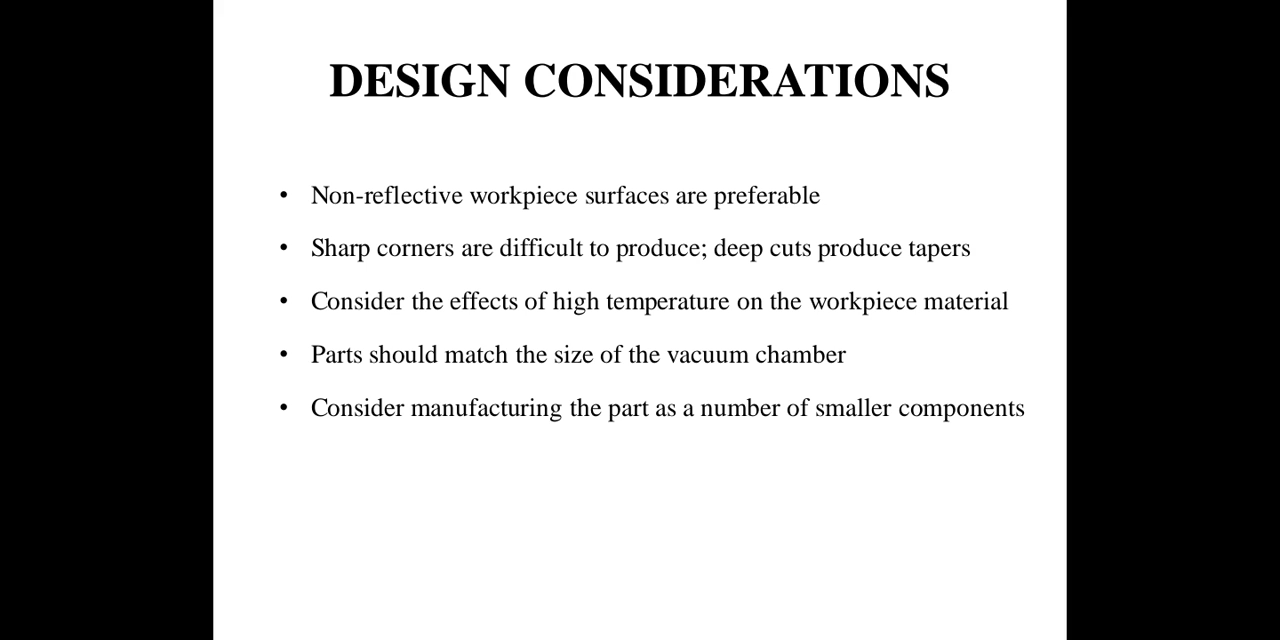 DESIGN CONSIDERATIONS
• Non-reflective workpiece surfaces are preferable
• Sharp corners are difficult to produce; deep cuts produce tapers
• Consider the effects of high temperature on the workpiece material
• Parts should match the size of the vacuum chamber
• Consider manufacturing the part as a number of smaller components